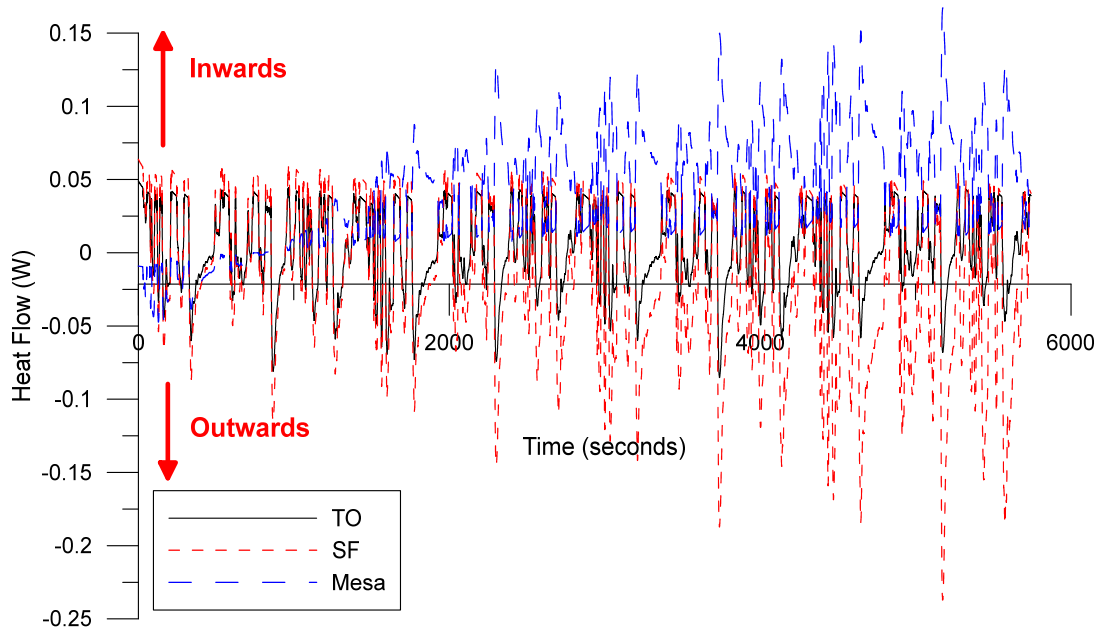 0.15
0.1
0.05
0
-0.05
-0.1
-0.15
-0.2
-0.25
Heat Flow (W)
Inwards
Outwards
0
2000
4000
6000
Time (seconds)
TO
SF
Mesa